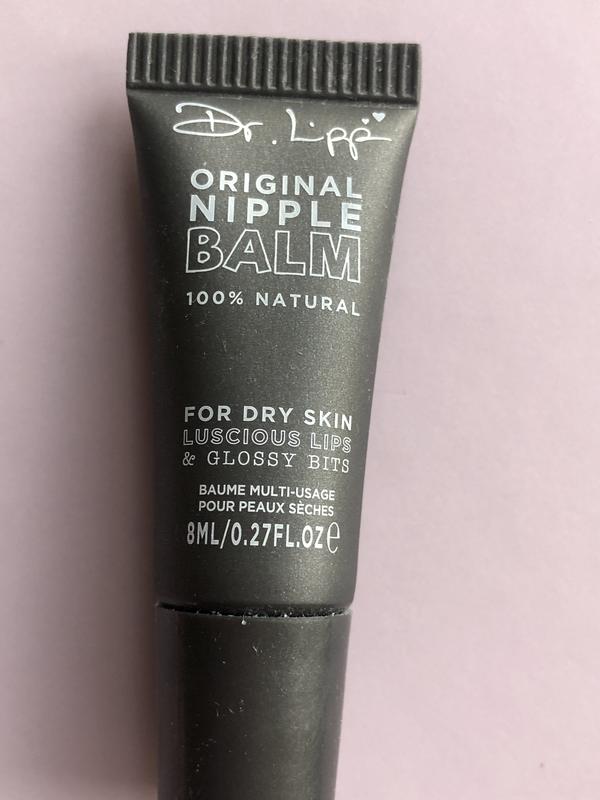 Dr. Lipp
ORIGINAL
NIPPLE
BALM
100% NATURAL
FOR DRY SKIN
LUSCIOUS LIPS
& GLOSSY BITS
BAUME MULTI-USAGE
POUR PEAUX SÈCHES
8ML/0.27FL.OZ℮